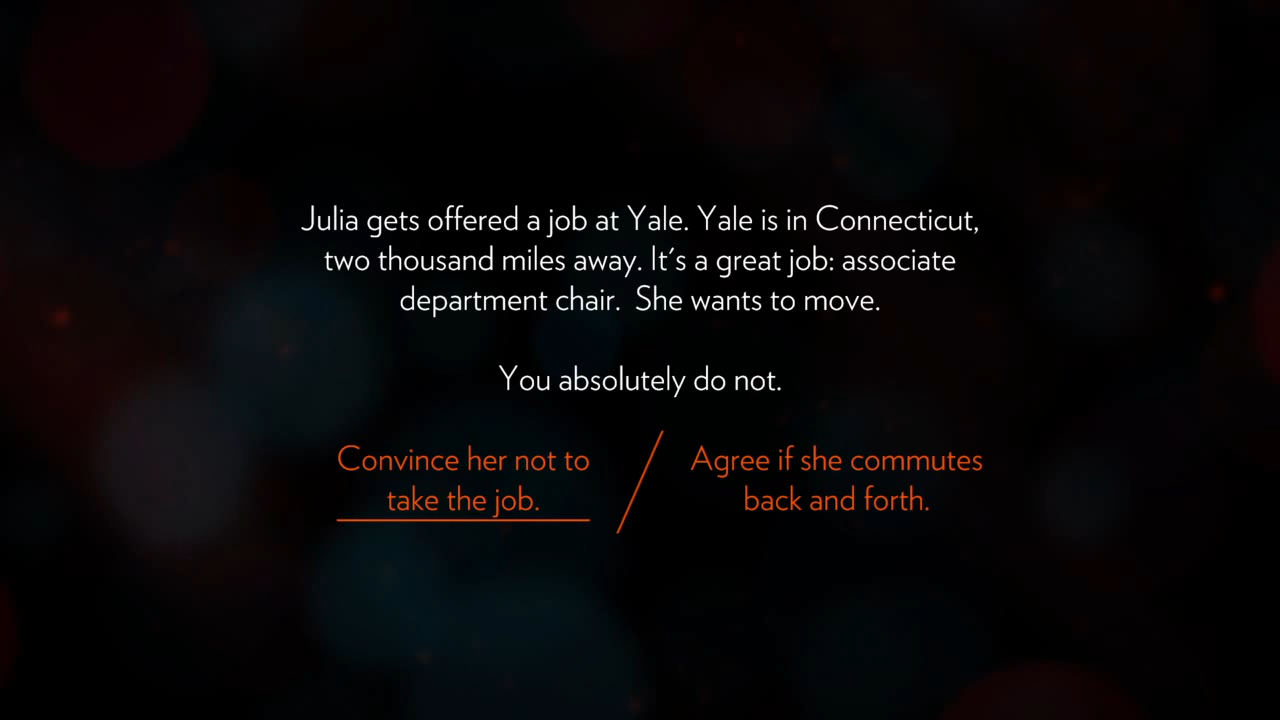 Julia gets offered a job at Yale. Yale is in Connecticut,
two thousand miles away. It's a great job: associate
department chair.  She wants to move.
You absolutely do not.
Convince her not to
take the job.
Agree if she commutes
back and forth.